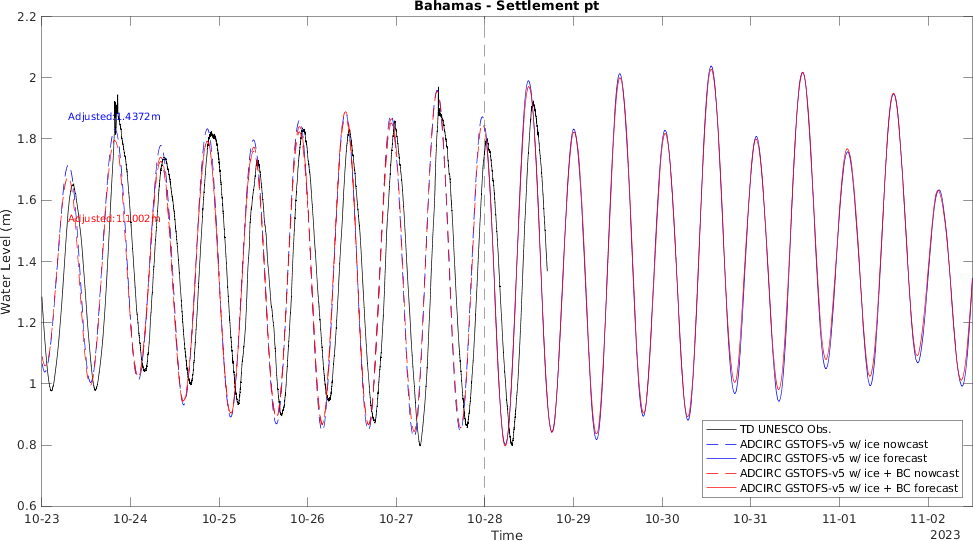 Bahamas - Settlement pt
2.2
2
1.8
1.6
1.4
1.2
1
0.8
0.6
Water Level (m)
Adjusted:1.4372m
Adjusted:1.1002m
TD UNESCO Obs.
ADCIRC GSTOFS-v5 w/ ice nowcast
ADCIRC GSTOFS-v5 w/ ice forecast
ADCIRC GSTOFS-v5 w/ ice + BC nowcast
ADCIRC GSTOFS-v5 w/ ice + BC forecast
10-23 10-24 10-25 10-26 10-27 10-28 10-29 10-30 10-31 11-01 11-02
Time
2023